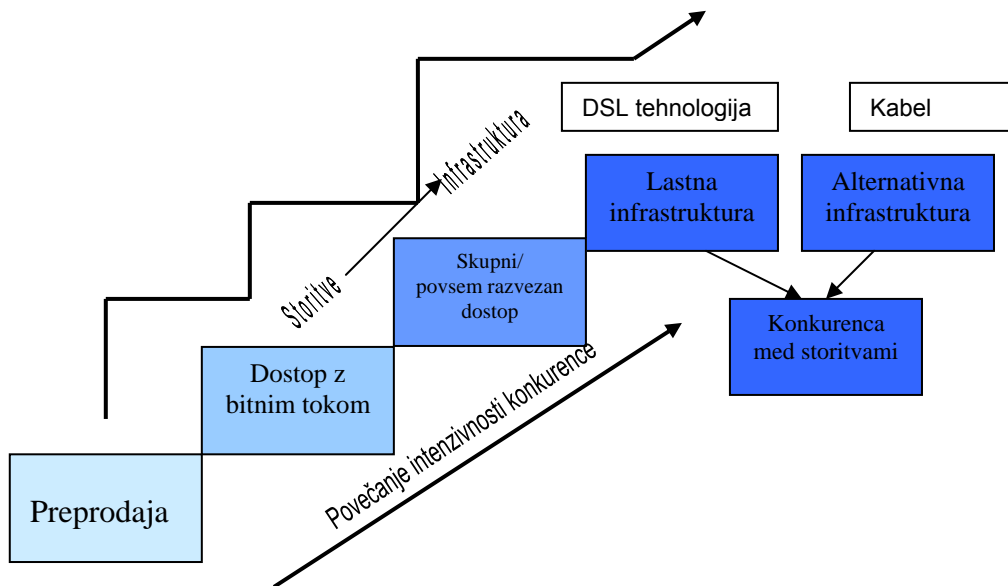 DSL tehnologija
Kabel
Infrastruktura
Storitve
Lastna
infrastruktura
Alternativna
infrastruktura
Skupni/
povsem razvezan
dostop
Konkurenca
med storitvami
Dostop z
bitnim tokom
Povečanje intenzivnosti konkurence
Preprodaja